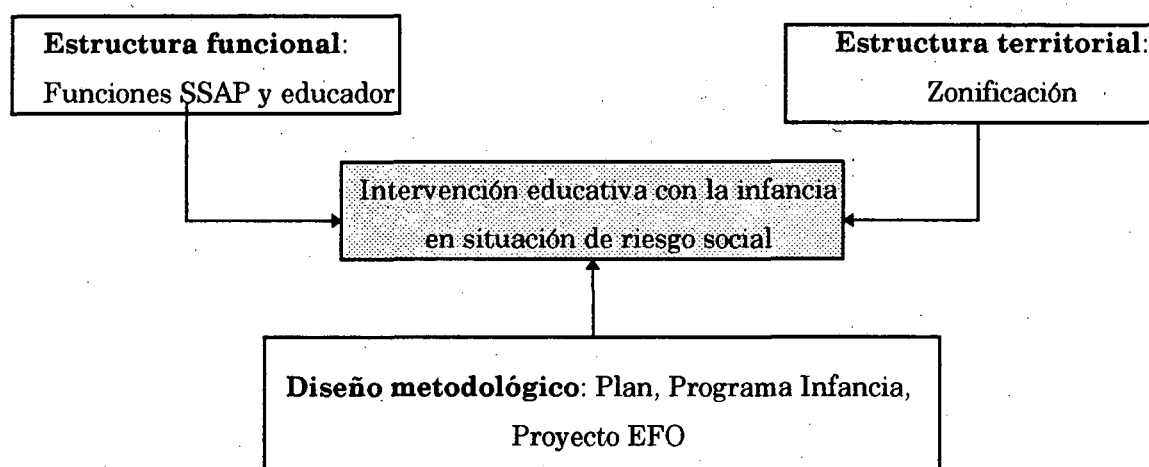 Estructura funcional:
Funciones SSAP y educador
Estructura territorial:
Zonificación
Intervención educativa con la infancia
en situación de riesgo social
Diseño metodológico: Plan, Programa Infancia,
Proyecto EFO